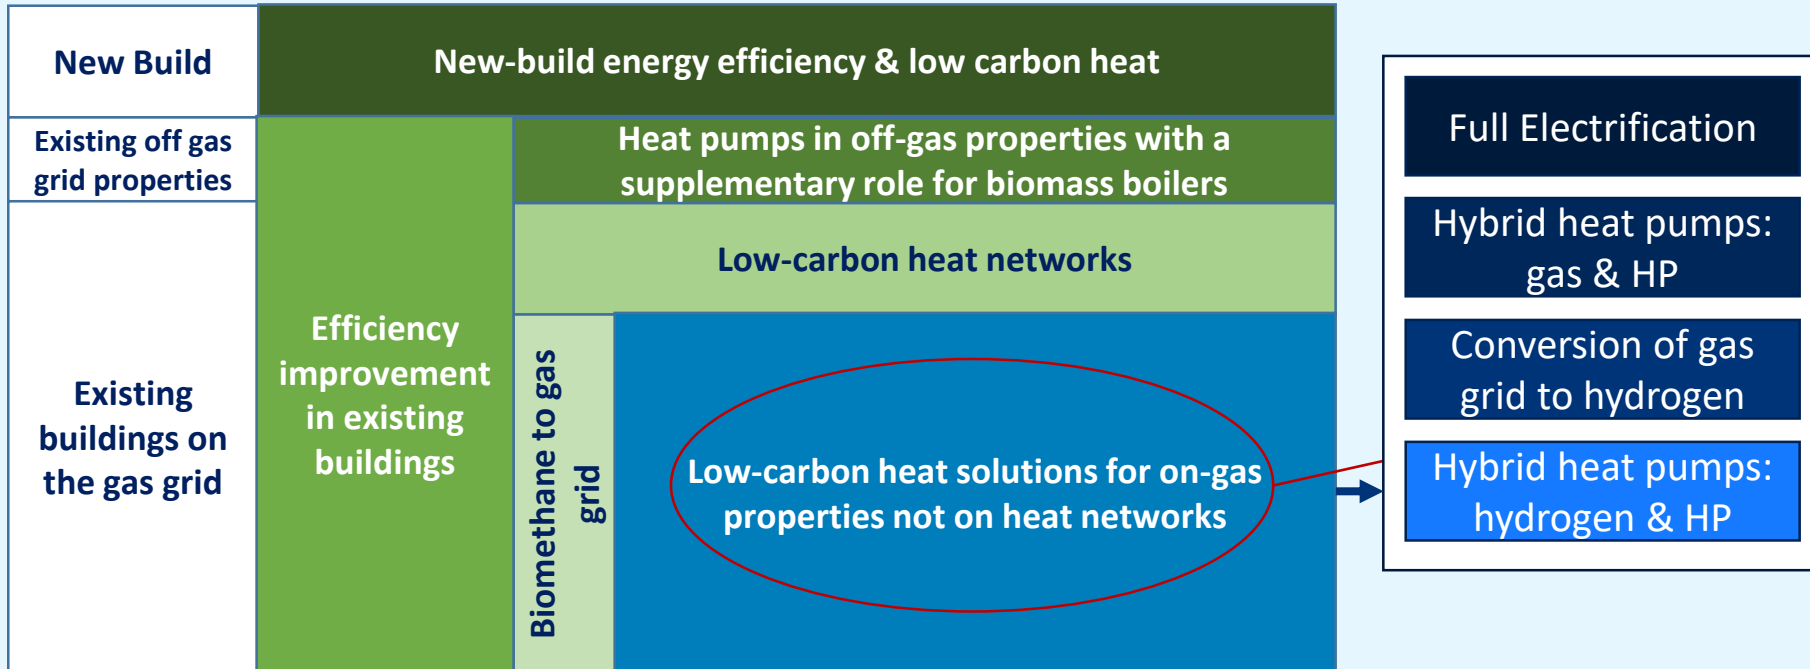 New Build
New-build energy efficiency & low carbon heat
Existing off gas
grid properties
Heat pumps in off-gas properties with a
supplementary role for biomass boilers
Existing
buildings on
the gas grid
Efficiency
improvement
in existing
buildings
Low-carbon heat networks
Biomethane to gas
grid
Low-carbon heat solutions for on-gas
properties not on heat networks
Full Electrification
Hybrid heat pumps:
gas & HP
Conversion of gas
grid to hydrogen
Hybrid heat pumps:
hydrogen & HP